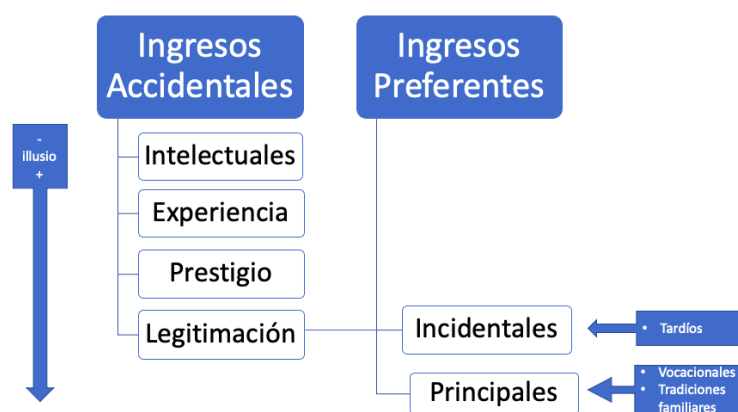 Ingresos
Accidentales
Ingresos
Preferentes
-
illusio
+
Intelectuales
Experiencia
Prestigio
Legitimación
Incidentales
• Tardíos
Principales
• Vocacionales
• Tradiciones
familiares